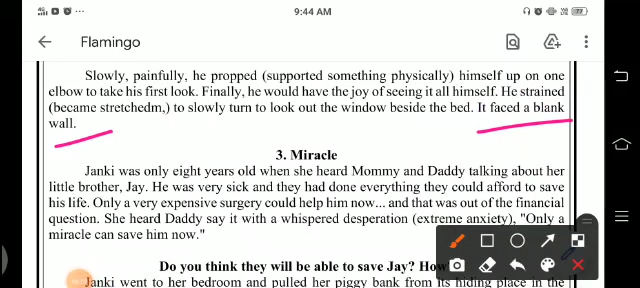 9:44 AM
Flamingo
Slowly, painfully, he propped (supported something physically) himself up on one
elbow to take his first look. Finally, he would have the joy of seeing it all himself. He strained
(became stretchedm,) to slowly turn to look out the window beside the bed. It faced a blank
wall.
3. Miracle
Janki was only eight years old when she heard Mommy and Daddy talking about her
little brother, Jay. He was very sick and they had done everything they could afford to save
his life. Only a very expensive surgery could help him now... and that was out of the financial
question. She heard Daddy say it with a whispered desperation (extreme anxiety), "Only a
miracle can save him now."
Do you think they will be able to save Jay? How
Janki went to her bedroom and pulled her piggy bank from its hiding place in the